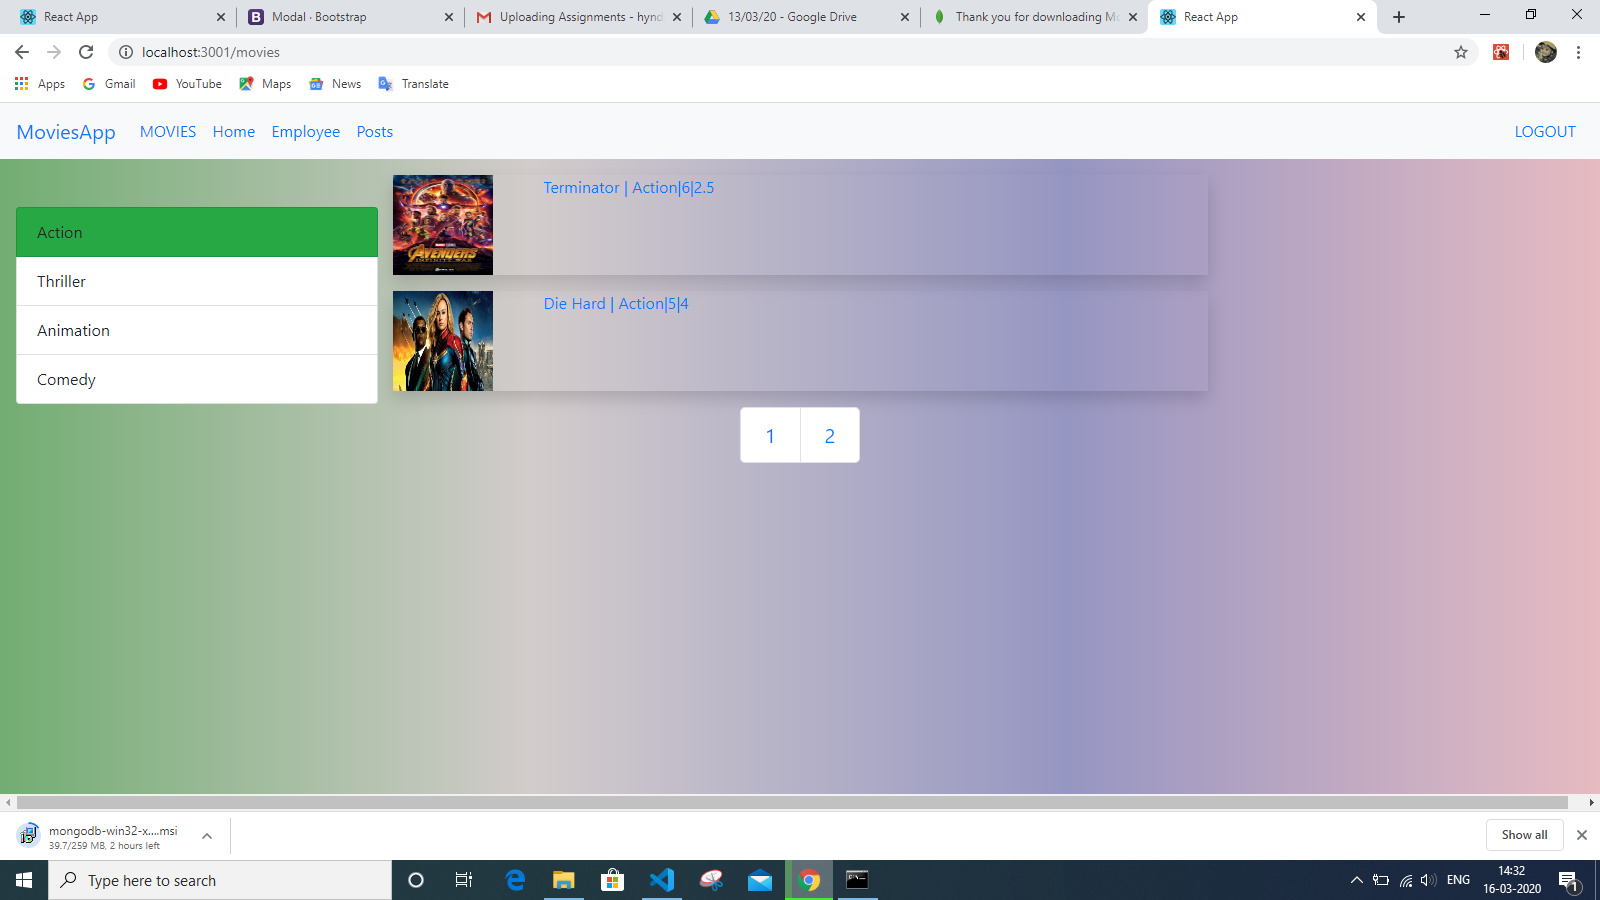 React App
Modal · Bootstrap
Uploading Assignments - hynd
13/03/20 - Google Drive
Thank you for downloading Mo
React App
localhost:3001/movies
Apps
Gmail
YouTube
Maps
News
Translate
MoviesApp
MOVIES
Home
Employee
Posts
LOGOUT
Action
Thriller
Animation
Comedy
AVENGERS
INFINITY WAR
Terminator | Action|6|2.5
Die Hard | Action|5|4
1
2
mongodb-win32-x....msi
39.7/259 MB, 2 hours left
Show all
Type here to search
ENG
14:32
16-03-2020
1